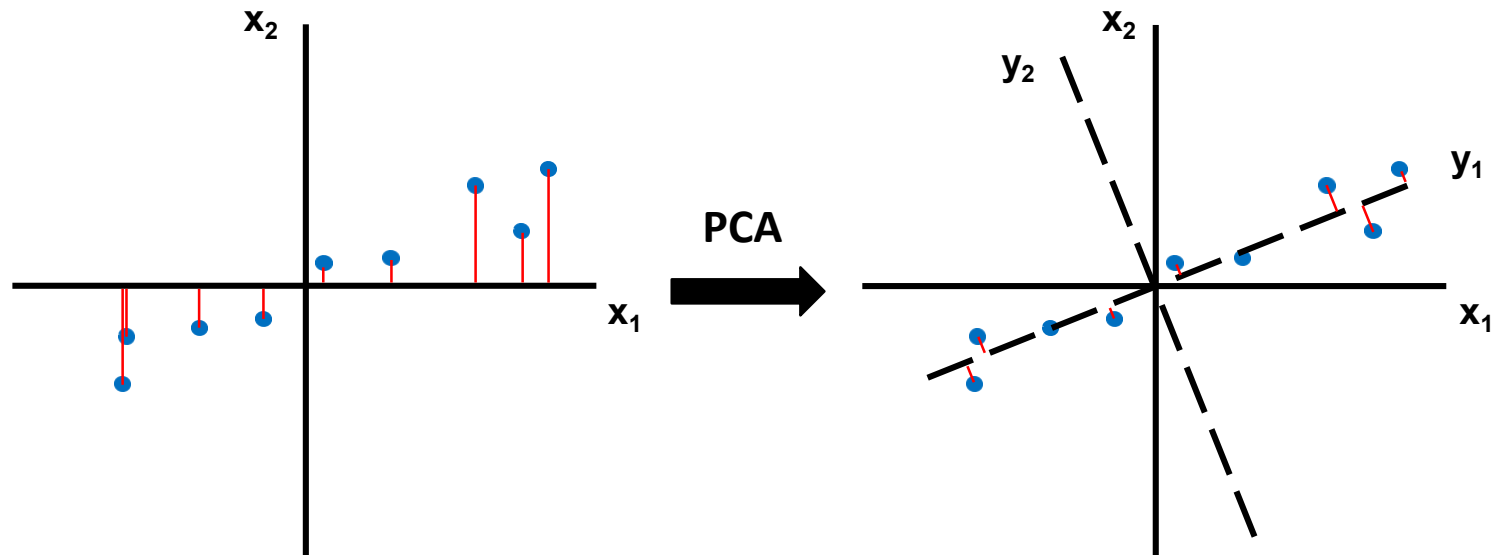 x₂
x₁
PCA
x₂
y₂
y₁
x₁